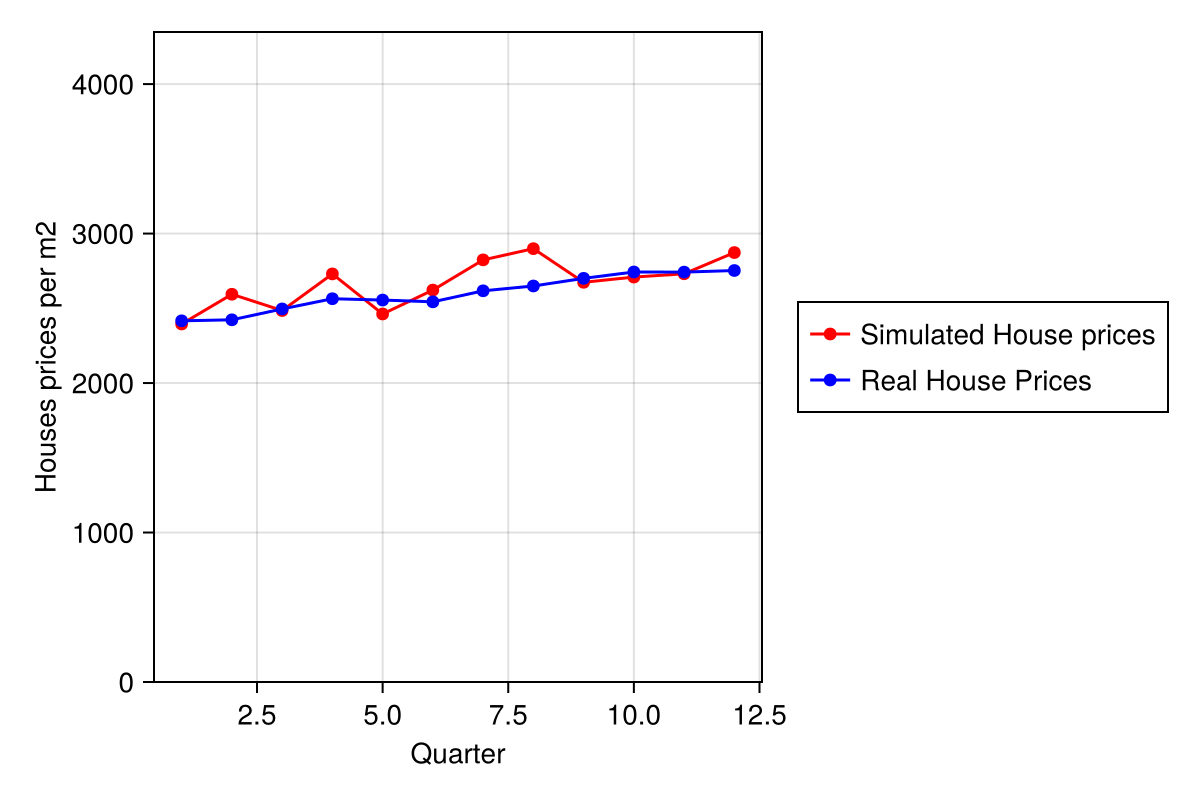 4000
3000
2000
1000
0
Houses prices per m2
2.5 5.0 7.5 10.0 12.5
Quarter
Simulated House prices
Real House Prices